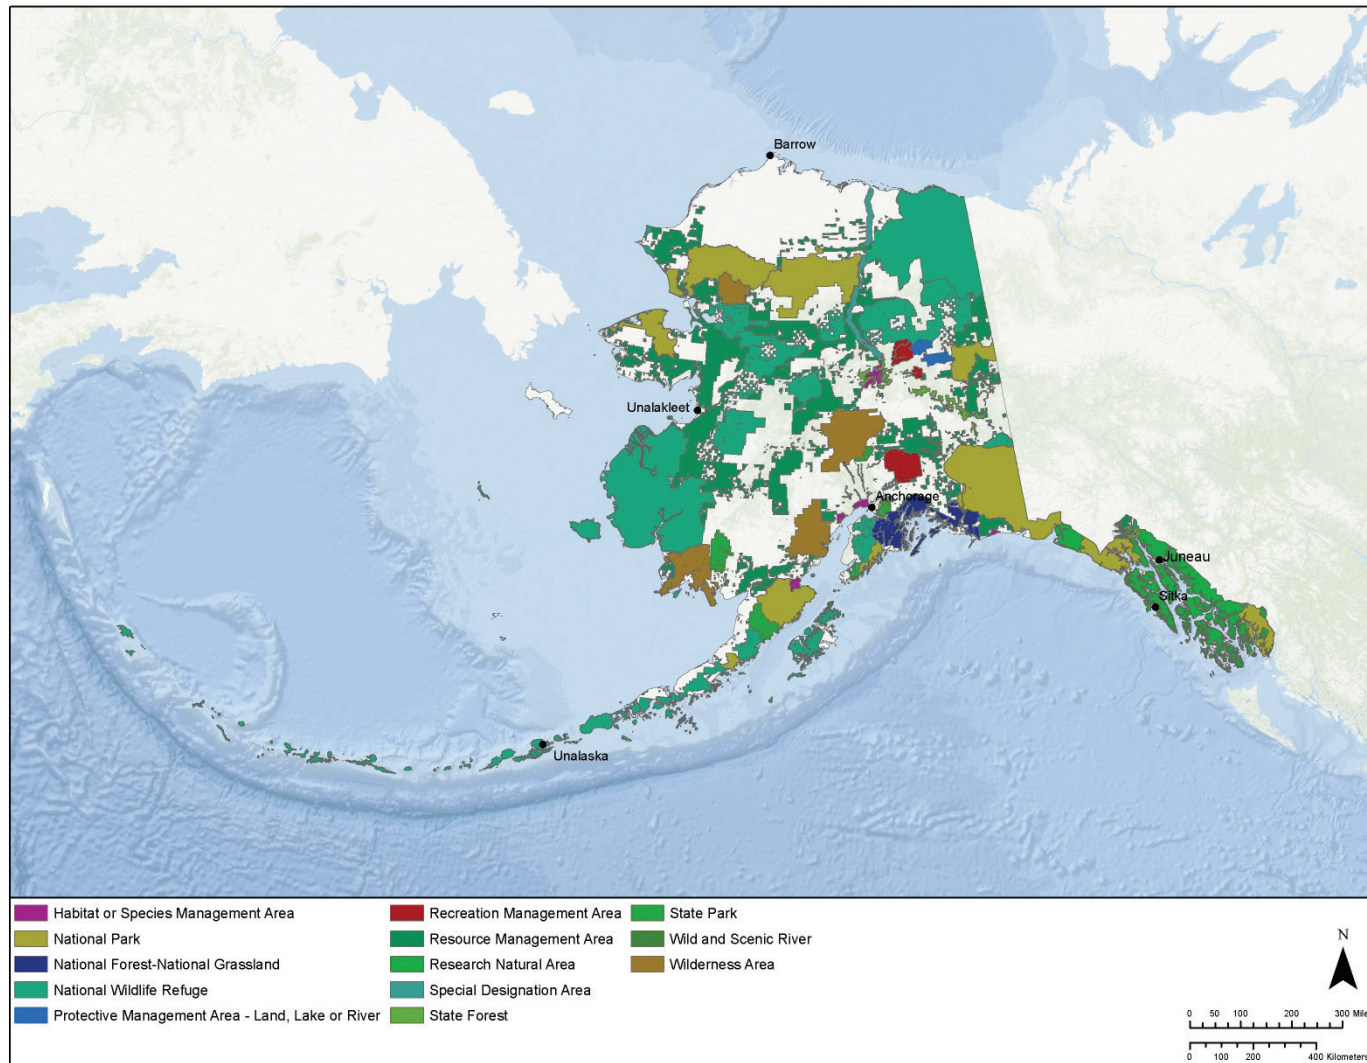 Barrow
Unalakleet
Anchorage
Juneau
Sitka
Unalaska
Habitat or Species Management Area
National Park
National Forest-National Grassland
National Wildlife Refuge
Protective Management Area - Land, Lake or River
Recreation Management Area
Resource Management Area
Research Natural Area
Special Designation Area
State Forest
State Park
Wild and Scenic River
Wilderness Area
N
0 50 100 200 300 Mile
0 100 200 400 Kilometers